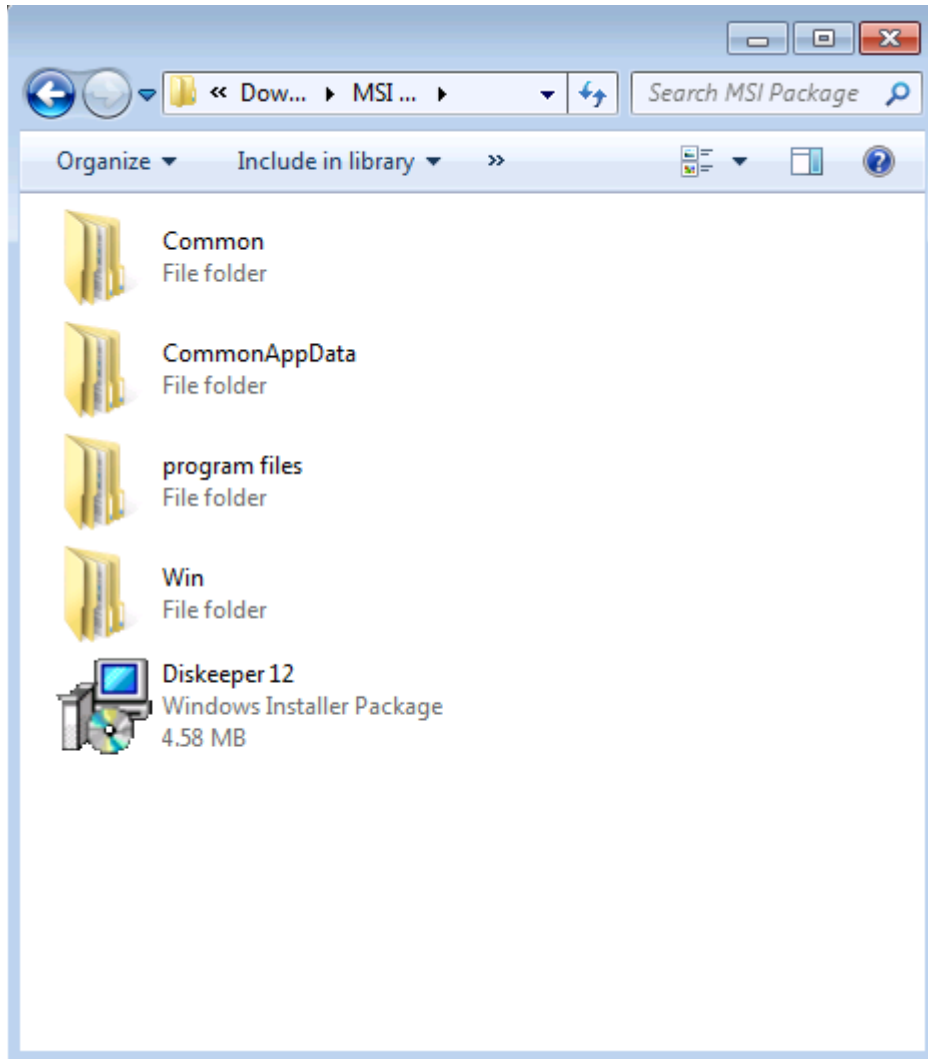 « Dow... ▸ MSI ... ▸ Search MSI Package
Organize Include in library »
Common
File folder
CommonAppData
File folder
program files
File folder
Win
File folder
Diskeeper 12
Windows Installer Package
4.58 MB